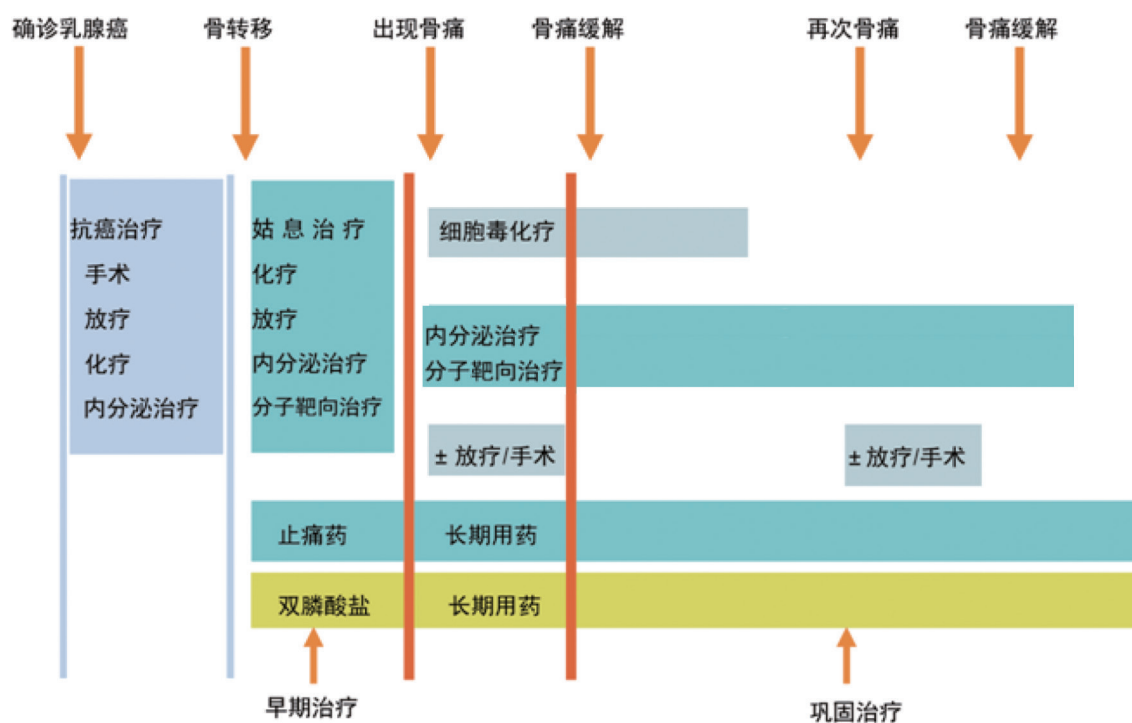 确诊乳腺癌
骨转移
出现骨痛
骨痛缓解
再次骨痛
骨痛缓解
抗癌治疗
手术
放疗
化疗
内分泌治疗
姑息治疗
化疗
放疗
内分泌治疗
分子靶向治疗
细胞毒化疗
内分泌治疗
分子靶向治疗
± 放疗/手术
± 放疗/手术
止痛药
长期用药
双膦酸盐
长期用药
早期治疗
巩固治疗